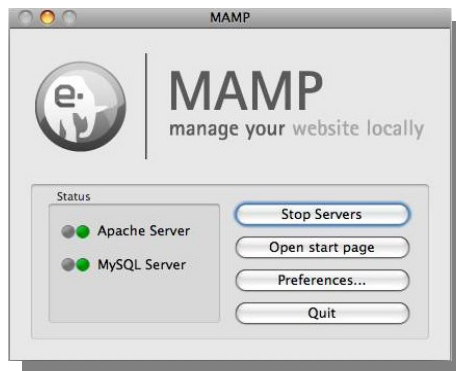 MAMP
e.
MAMP
manage your website locally
Status
Apache Server
MySQL Server
Stop Servers
Open start page
Preferences...
Quit